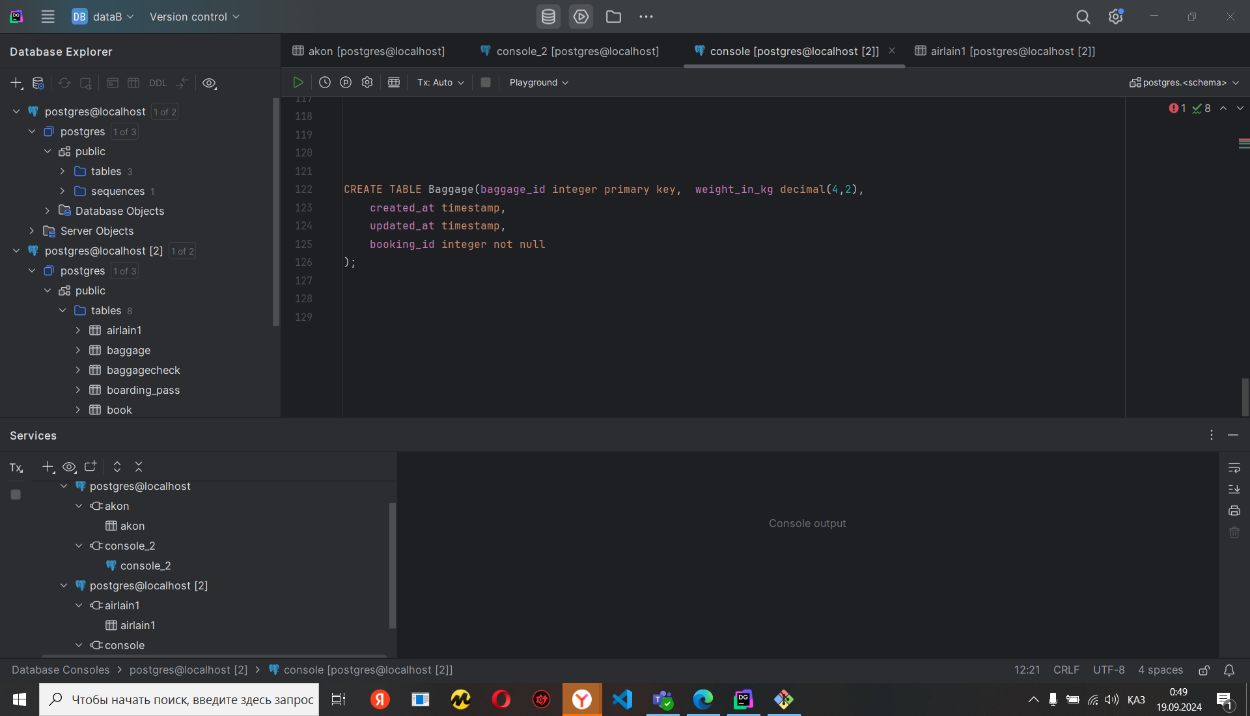 DB dataB Version control
Database Explorer
akon [postgres@localhost] console_2 [postgres@localhost] console [postgres@localhost [2]] airlain1 [postgres@localhost [2]]
DDL Tx: Auto Playground postgres.<schema>
postgres@localhost 1 of 2
postgres 1 of 3
public
tables 3
sequences 1
Database Objects
Server Objects
postgres@localhost [2] 1 of 2
postgres 1 of 3
public
tables 8
airlain1
baggage
baggagecheck
boarding_pass
book
1 8
117
118
119
120
121
122 CREATE TABLE Baggage(baggage_id integer primary key,  weight_in_kg decimal(4,2),
123     created_at timestamp,
124     updated_at timestamp,
125     booking_id integer not null
126 );
127
128
129
Services
Tx
postgres@localhost
akon
akon
console_2
console_2
postgres@localhost [2]
airlain1
airlain1
console
Console output
Database Consoles > postgres@localhost [2] > console [postgres@localhost [2]] 12:21 CRLF UTF-8 4 spaces
Чтобы начать поиск, введите здесь запрос
ҚАЗ
0:49
19.09.2024
1